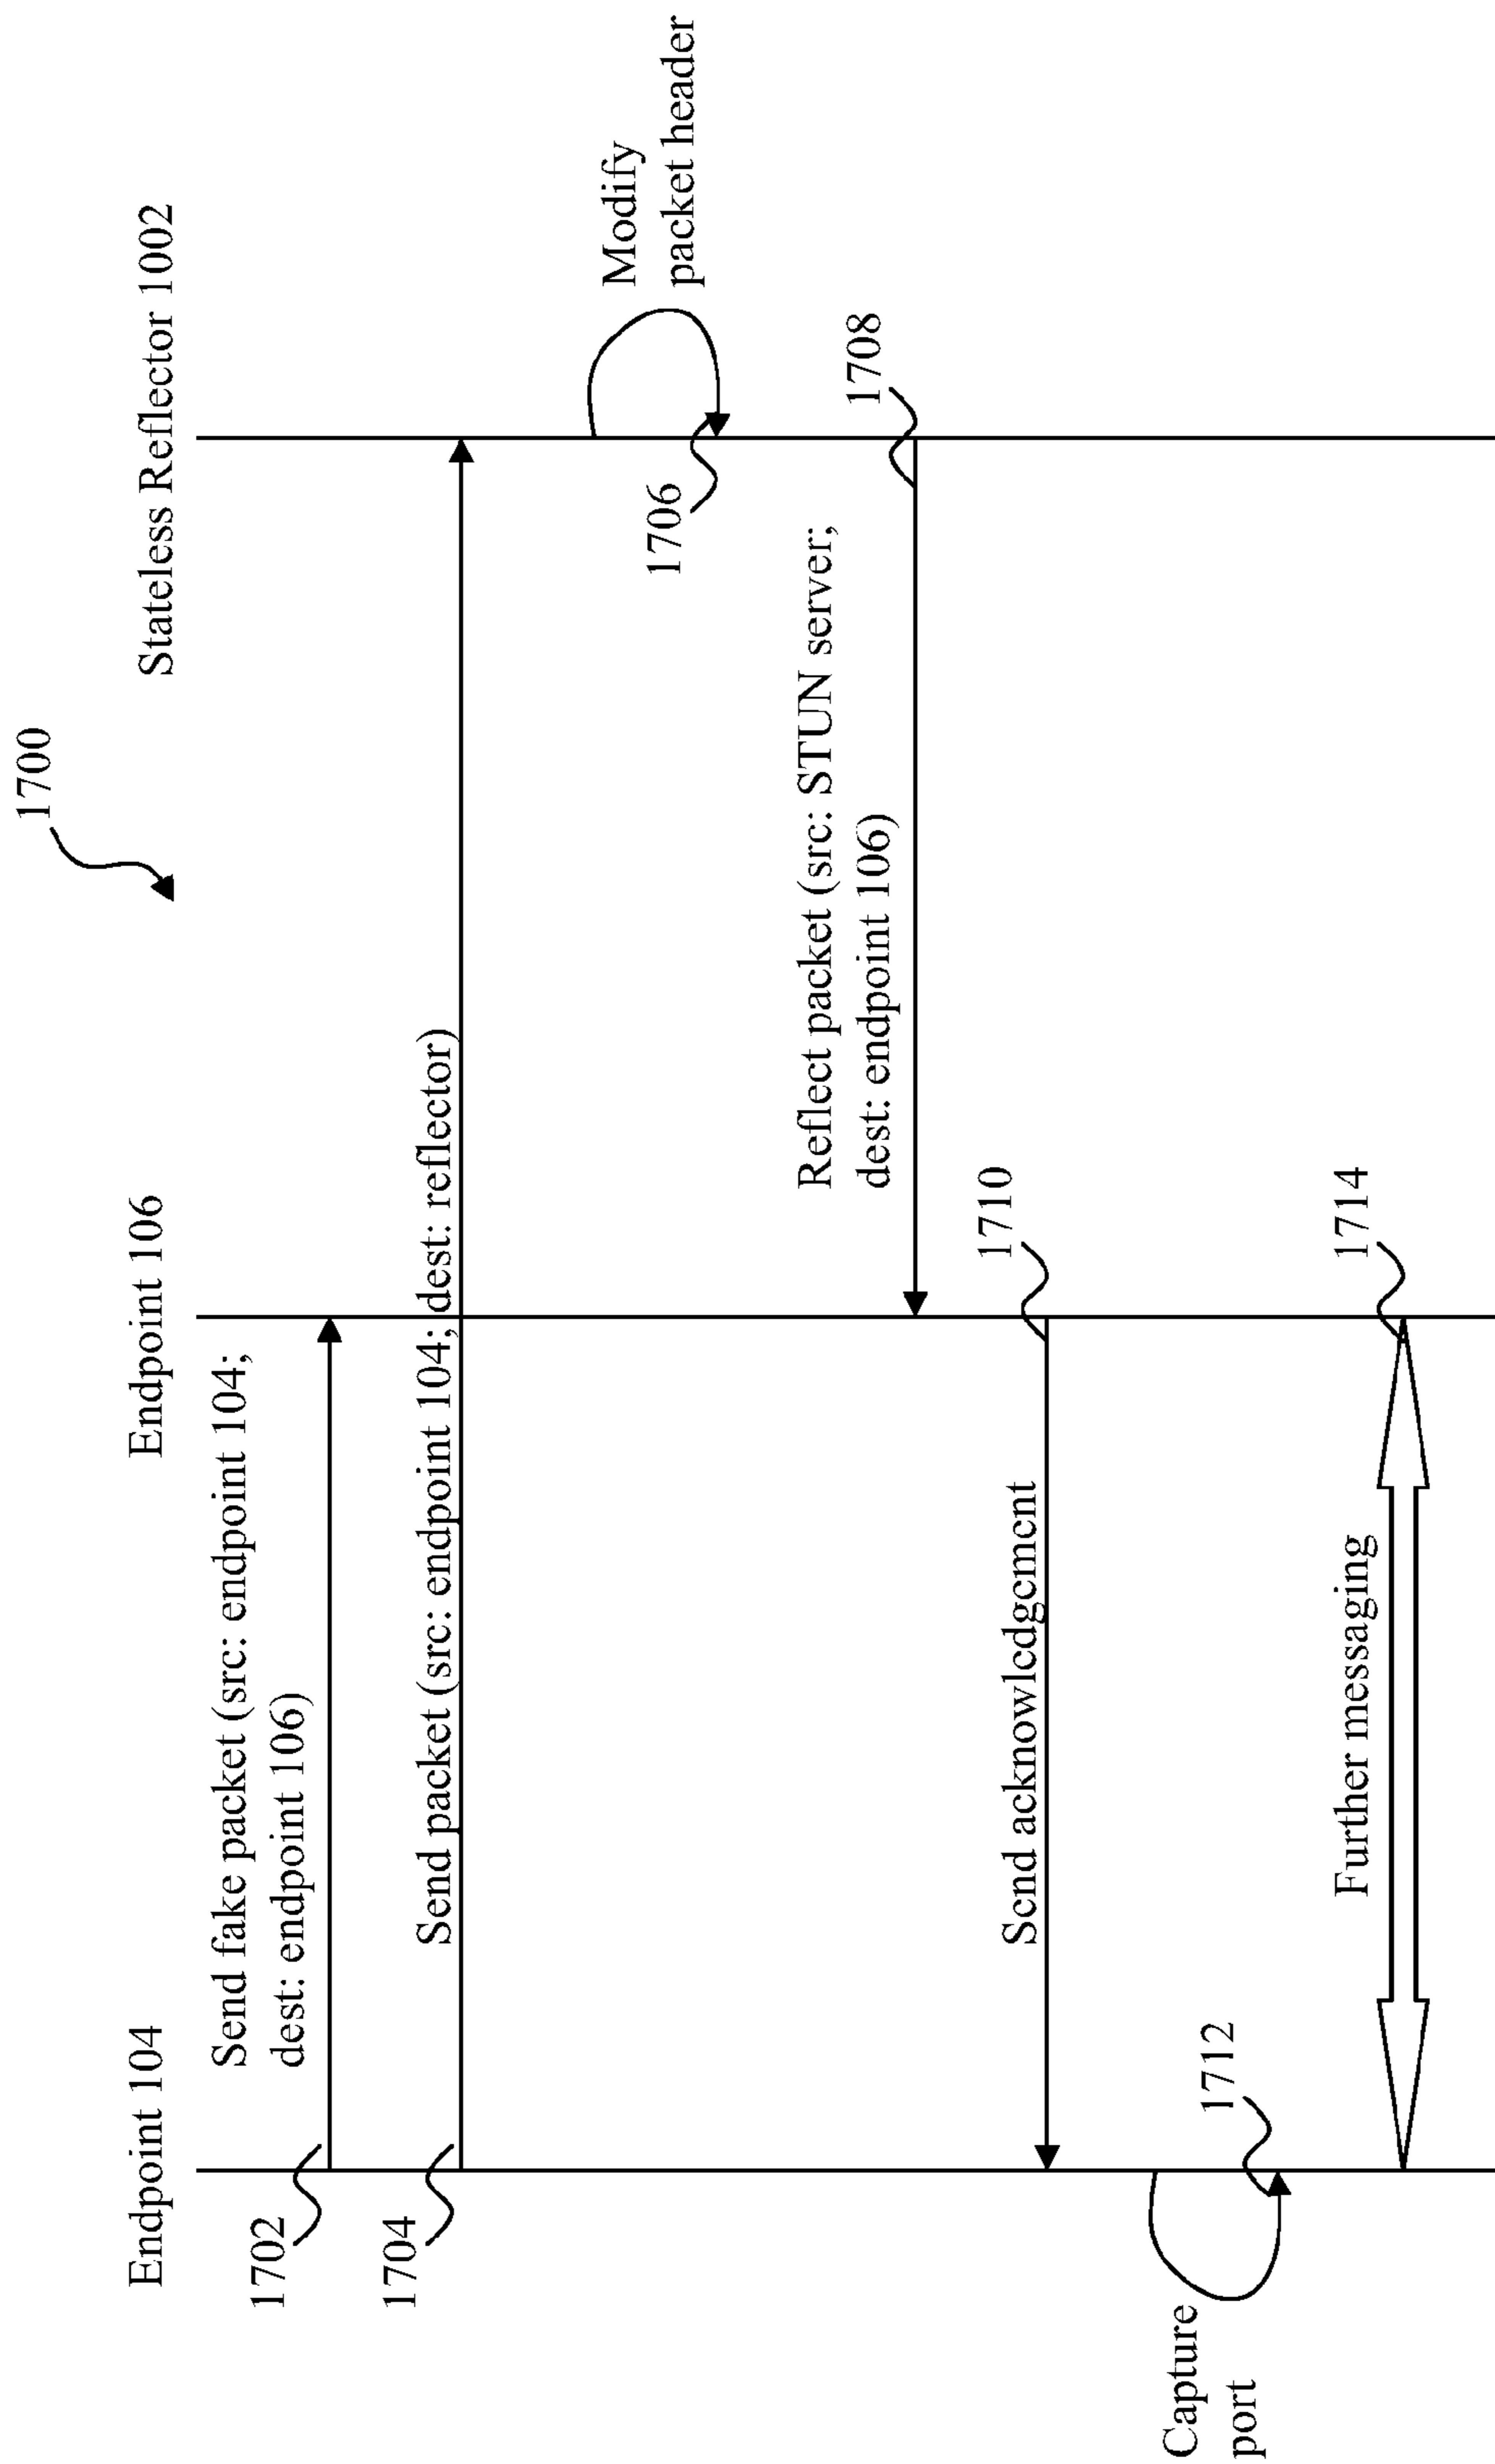 1700
Endpoint 104
Endpoint 106
Stateless Reflector 1002
Send fake packet (src: endpoint 104;
dest: endpoint 106)
1702
Send packet (src: endpoint 104; dest: reflector)
1704
Modify
packet header
1706
Reflect packet (src: STUN server;
dest: endpoint 106)
1708
Send acknowledgment
1710
Capture
port
1712
Further messaging
1714